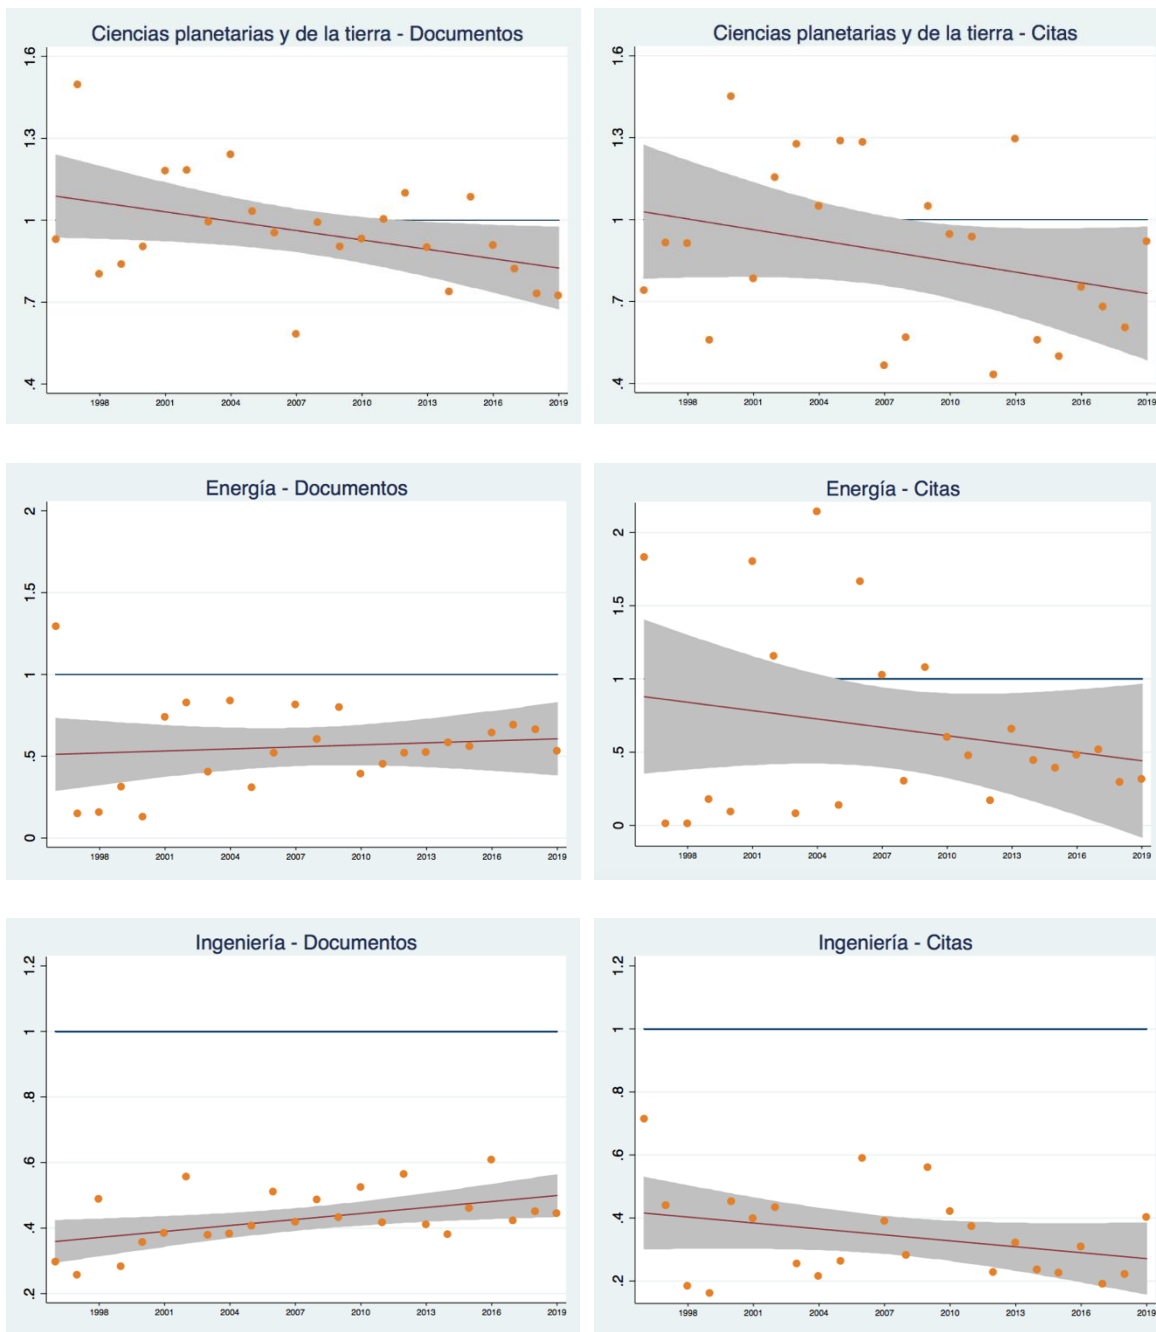 Ciencias planetarias y de la tierra - Documentos
1.6
1.3
1
.7
.4
1998 2001 2004 2007 2010 2013 2016 2019
Ciencias planetarias y de la tierra - Citas
1.6
1.3
1
.7
.4
1998 2001 2004 2007 2010 2013 2016 2019
Energía - Documentos
2
1.5
1
.5
0
1998 2001 2004 2007 2010 2013 2016 2019
Energía - Citas
2
1.5
1
.5
0
1998 2001 2004 2007 2010 2013 2016 2019
Ingeniería - Documentos
1.2
1
.8
.6
.4
.2
1998 2001 2004 2007 2010 2013 2016 2019
Ingeniería - Citas
1.2
1
.8
.6
.4
.2
1998 2001 2004 2007 2010 2013 2016 2019